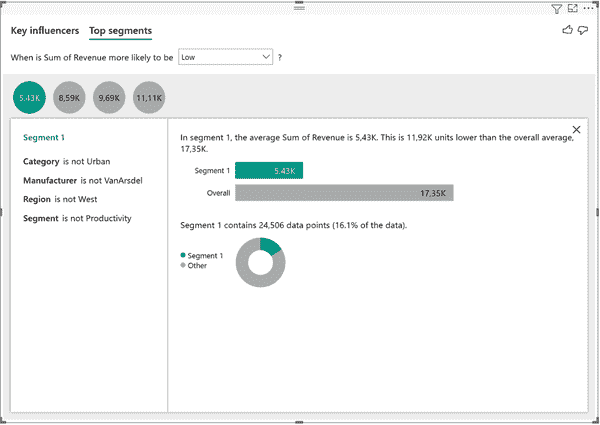 Key influencers Top segments
When is Sum of Revenue more likely to be Low ?
5.43K 8,59K 9,69K 11,11K
Segment 1
Category is not Urban
Manufacturer is not VanArsdel
Region is not West
Segment is not Productivity
In segment 1, the average Sum of Revenue is 5,43K. This is 11,92K units lower than the overall average,
17,35K.
Segment 1 5.43K
Overall 17,35K
Segment 1 contains 24,506 data points (16.1% of the data).
Segment 1
Other